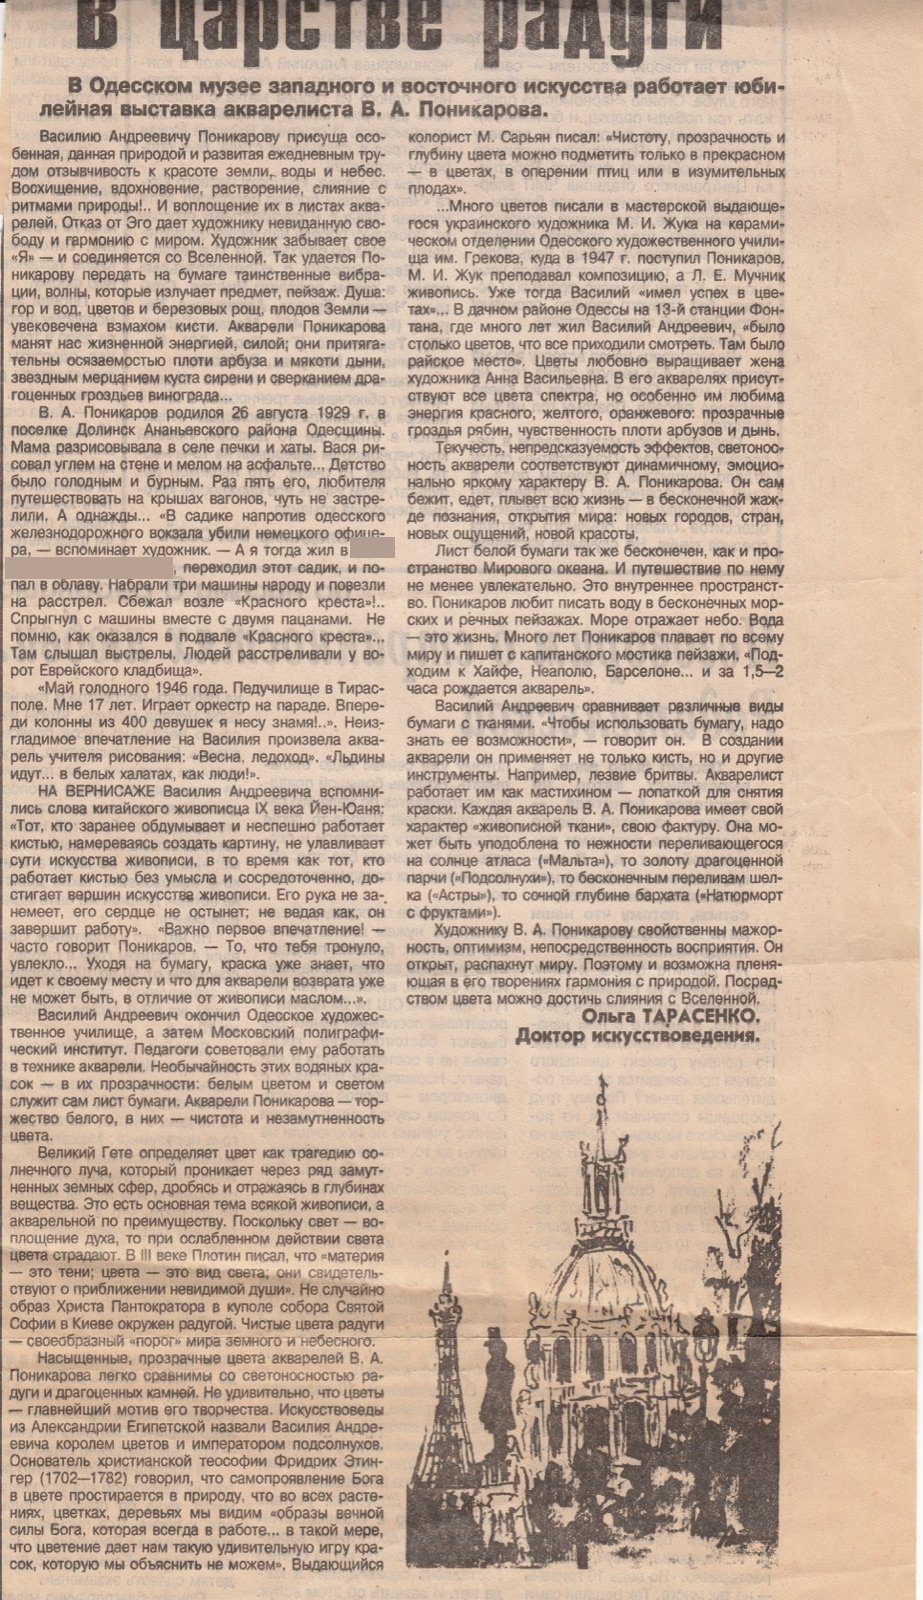 в царстве радуги
В Одесском музее западного и восточного искусства работает юби-
лейная выставка акварелиста В. А. Поникарова.
Василию Андреевичу Поникарову присуща осо-
бенная, данная природой и развитая ежедневным тру-
дом отзывчивость к красоте земли, воды и небес.
Восхищение, вдохновение, растворение, слияние с
ритмами природы!.. И воплощение их в листах аква-
релей. Отказ от Эго дает художнику невиданную сво-
боду и гармонию с миром. Художник забывает свое
«Я» — и соединяется со Вселенной. Так удается По-
никарову передать на бумаге таинственные вибра-
ции, волны, которые излучает предмет, пейзаж. Душа:
гор и вод, цветов и березовых рощ, плодов Земли —
увековечена взмахом кисти. Акварели Поникарова
манят нас жизненной энергией, силой; они притяга-
тельны осязаемостью плоти арбуза и мякоти дыни,
звездным мерцанием куста сирени и сверканием дра-
гоценных гроздьев винограда...
В. А. Поникаров родился 26 августа 1929 г. в
поселке Долинск Ананьевского района Одесщины.
Мама разрисовывала в селе печки и хаты. Вася ри-
совал углем на стене и мелом на асфальте... Детство
было голодным и бурным. Раз пять его, любителя
путешествовать на крышах вагонов, чуть не застре-
лили. А однажды... «В садике напротив одесского
железнодорожного вокзала убили немецкого офице-
ра, — вспоминает художник. — А я тогда жил в
, переходил этот садик, и по-
пал в облаву. Набрали три машины народу и повезли
на расстрел. Сбежал возле «Красного креста»!..
Спрыгнул с машины вместе с двумя пацанами. Не
помню, как оказался в подвале «Красного креста»...
Там слышал выстрелы. Людей расстреливали у во-
рот Еврейского кладбища».
«Май голодного 1946 года. Педучилище в Тирас-
поле. Мне 17 лет. Играет оркестр на параде. Впере-
ди колонны из 400 девушек я несу знамя!..». Неиз-
гладимое впечатление на Василия произвела аква-
рель учителя рисования: «Весна, ледоход». «Льдины
идут... в белых халатах, как люди!».
НА ВЕРНИСАЖЕ Василия Андреевича вспомни-
лись слова китайского живописца IX века Йен-Юаня:
«Тот, кто заранее обдумывает и неспешно работает
кистью, намереваясь создать картину, не улавливает
сути искусства живописи, в то время как тот, кто
работает кистью без умысла и сосредоточенно, до-
стигает вершин искусства живописи. Его рука не за-
немеет, его сердце не остынет; не ведая как, он
завершит работу». «Важно первое впечатление! —
часто говорит Поникаров. — То, что тебя тронуло,
увлекло... Уходя на бумагу, краска уже знает, что
идет к своему месту и что для акварели возврата уже
не может быть, в отличие от живописи маслом...».
Василий Андреевич окончил Одесское художе-
ственное училище, а затем Московский полиграфи-
ческий институт. Педагоги советовали ему работать
в технике акварели. Необычайность этих водяных кра-
сок — в их прозрачности: белым цветом и светом
служит сам лист бумаги. Акварели Поникарова — тор-
жество белого, в них — чистота и незамутненность
цвета.
Великий Гете определяет цвет как трагедию со-
лнечного луча, который проникает через ряд замут-
ненных земных сфер, дробясь и отражаясь в глубинах
вещества. Это есть основная тема всякой живописи, а
акварельной по преимуществу. Поскольку свет — во-
площение духа, то при ослабленном действии света
цвета страдают. В III веке Плотин писал, что «материя
— это тени; цвета — это вид света; они свидетель-
ствуют о приближении невидимой души». Не случайно
образ Христа Пантократора в куполе собора Святой
Софии в Киеве окружен радугой. Чистые цвета радуги
— своеобразный «порог» мира земного и небесного.
Насыщенные, прозрачные цвета акварелей В. А.
Поникарова легко сравнимы со светоносностью ра-
дуги и драгоценных камней. Не удивительно, что цветы
— главнейший мотив его творчества. Искусствоведы
из Александрии Египетской назвали Василия Андре-
евича королем цветов и императором подсолнухов.
Основатель христианской теософии Фридрих Этин-
гер (1702—1782) говорил, что самопроявление Бога
в цвете простирается в природу, что во всех расте-
ниях, цветках, деревьях мы видим «образы вечной
силы Бога, которая всегда в работе... в такой мере,
что цветение дает нам такую удивительную игру кра-
сок, которую мы объяснить не можем». Выдающийся
колорист М. Сарьян писал: «Чистоту, прозрачность и
глубину цвета можно подметить только в прекрасном
— в цветах, в оперении птиц или в изумительных
плодах».
...Много цветов писали в мастерской выдающе-
гося украинского художника М. И. Жука на керами-
ческом отделении Одесского художественного учили-
ща им. Грекова, куда в 1947 г. поступил Поникаров.
М. И. Жук преподавал композицию, а Л. Е. Мучник
живопись. Уже тогда Василий «имел успех в цве-
тах»... В дачном районе Одессы на 13-й станции Фон-
тана, где много лет жил Василий Андреевич, «было
столько цветов, что все приходили смотреть. Там было
райское место». Цветы любовно выращивает жена
художника Анна Васильевна. В его акварелях присут-
ствуют все цвета спектра, но особенно им любима
энергия красного, желтого, оранжевого: прозрачные
гроздья рябин, чувственность плоти арбузов и дынь.
Текучесть, непредсказуемость эффектов, светонос-
ность акварели соответствуют динамичному, эмоцио-
нально яркому характеру В. А. Поникарова. Он сам
бежит, едет, плывет всю жизнь — в бесконечной жаж-
де познания, открытия мира: новых городов, стран,
новых ощущений, новой красоты.
Лист белой бумаги так же бесконечен, как и про-
странство Мирового океана. И путешествие по нему
не менее увлекательно. Это внутреннее пространст-
во. Поникаров любит писать воду в бесконечных мор-
ских и речных пейзажах. Море отражает небо. Вода
— это жизнь. Много лет Поникаров плавает по всему
миру и пишет с капитанского мостика пейзажи. «Под-
ходим к Хайфе, Неаполю, Барселоне... и за 1,5—2
часа рождается акварель».
Василий Андреевич сравнивает различные виды
бумаги с тканями. «Чтобы использовать бумагу, надо
знать ее возможности», — говорит он. В создании
акварели он применяет не только кисть, но и другие
инструменты. Например, лезвие бритвы. Акварелист
работает им как мастихином — лопаткой для снятия
краски. Каждая акварель В. А. Поникарова имеет свой
характер «живописной ткани», свою фактуру. Она мо-
жет быть уподоблена то нежности переливающегося
на солнце атласа («Мальта»), то золоту драгоценной
парчи («Подсолнухи»), то бесконечным переливам шел-
ка («Астры»), то сочной глубине бархата («Натюрморт
с фруктами»).
Художнику В. А. Поникарову свойственны мажор-
ность, оптимизм, непосредственность восприятия. Он
открыт, распахнут миру. Поэтому и возможна пленя-
ющая в его творениях гармония с природой. Посред-
ством цвета можно достичь слияния с Вселенной.
Ольга ТАРАСЕНКО.
Доктор искусствоведения.